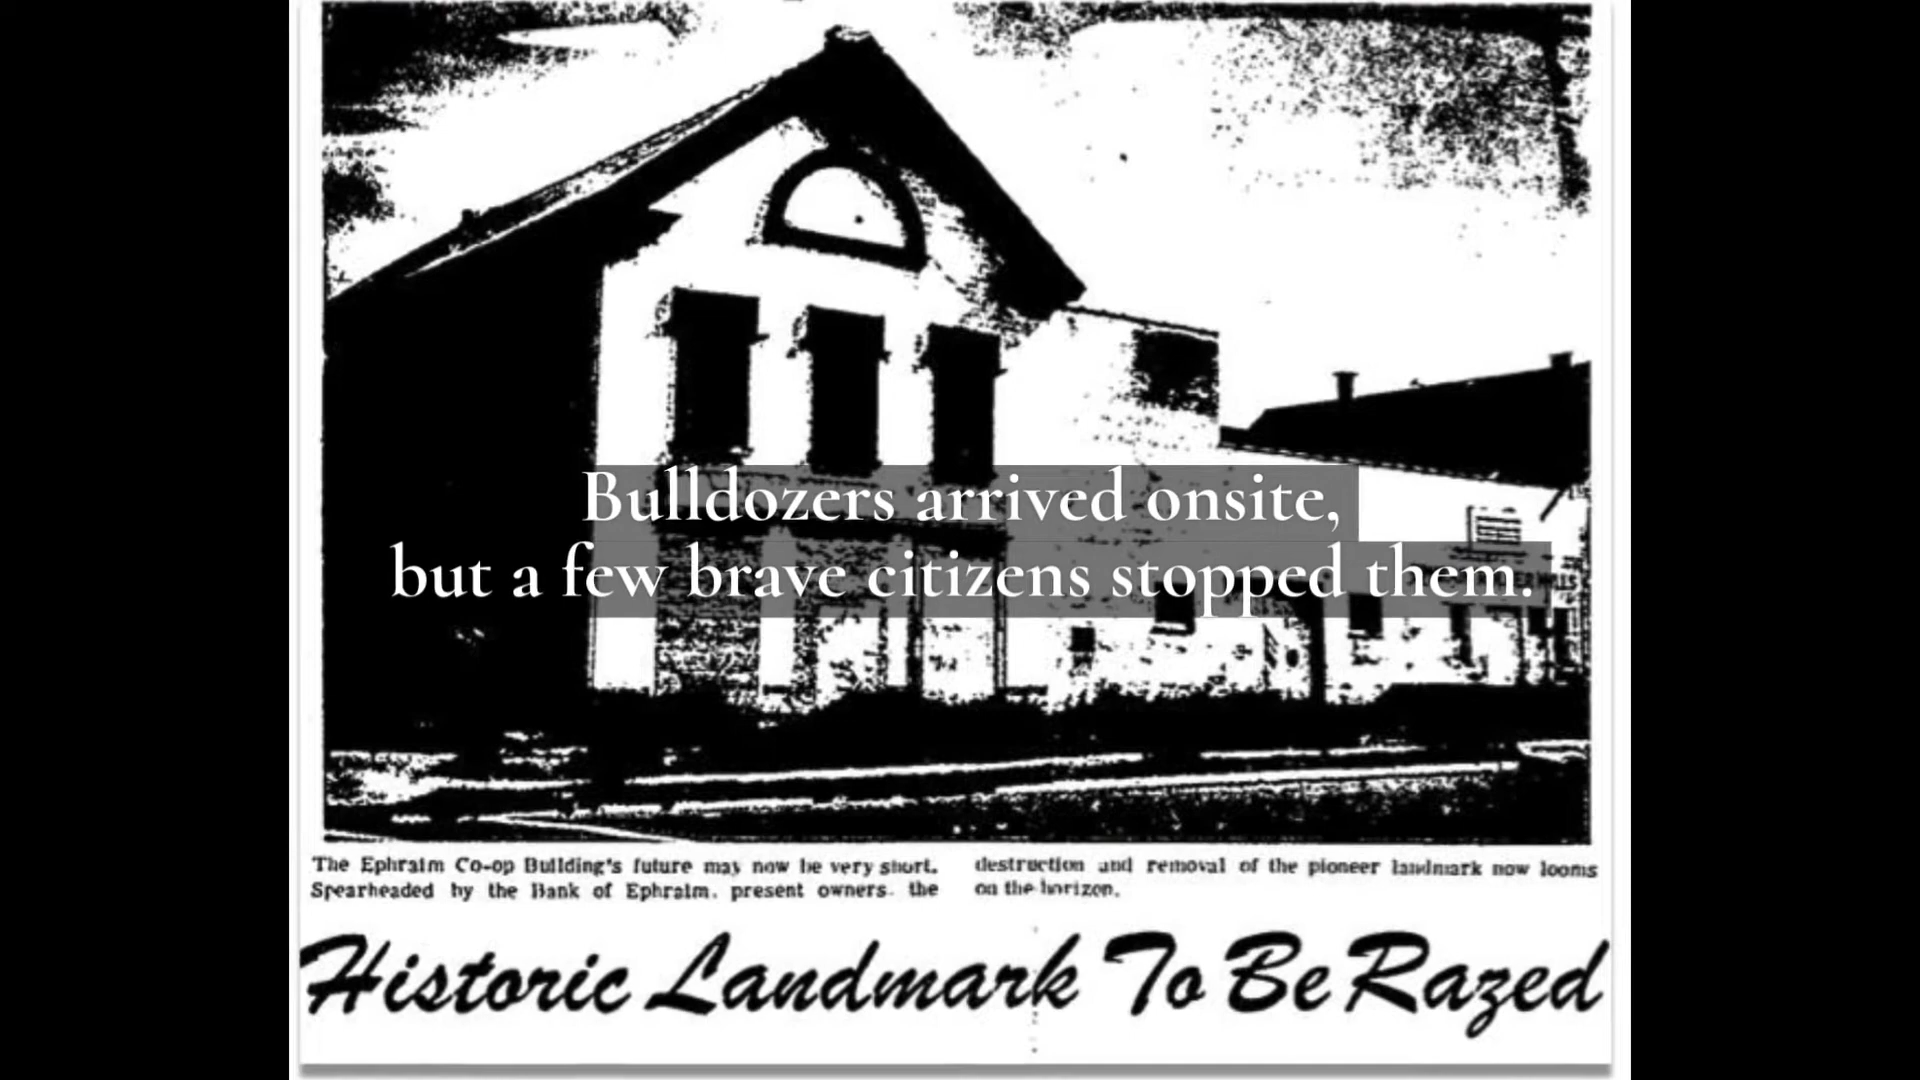 Bulldozers arrived onsite,
but a few brave citizens stopped them.
The Ephraim Co-op Building's future may now be very short.
Spearheaded by the Bank of Ephraim, present owners, the
destruction and removal of the pioneer landmark now looms
on the horizon.
Historic Landmark To Be Razed